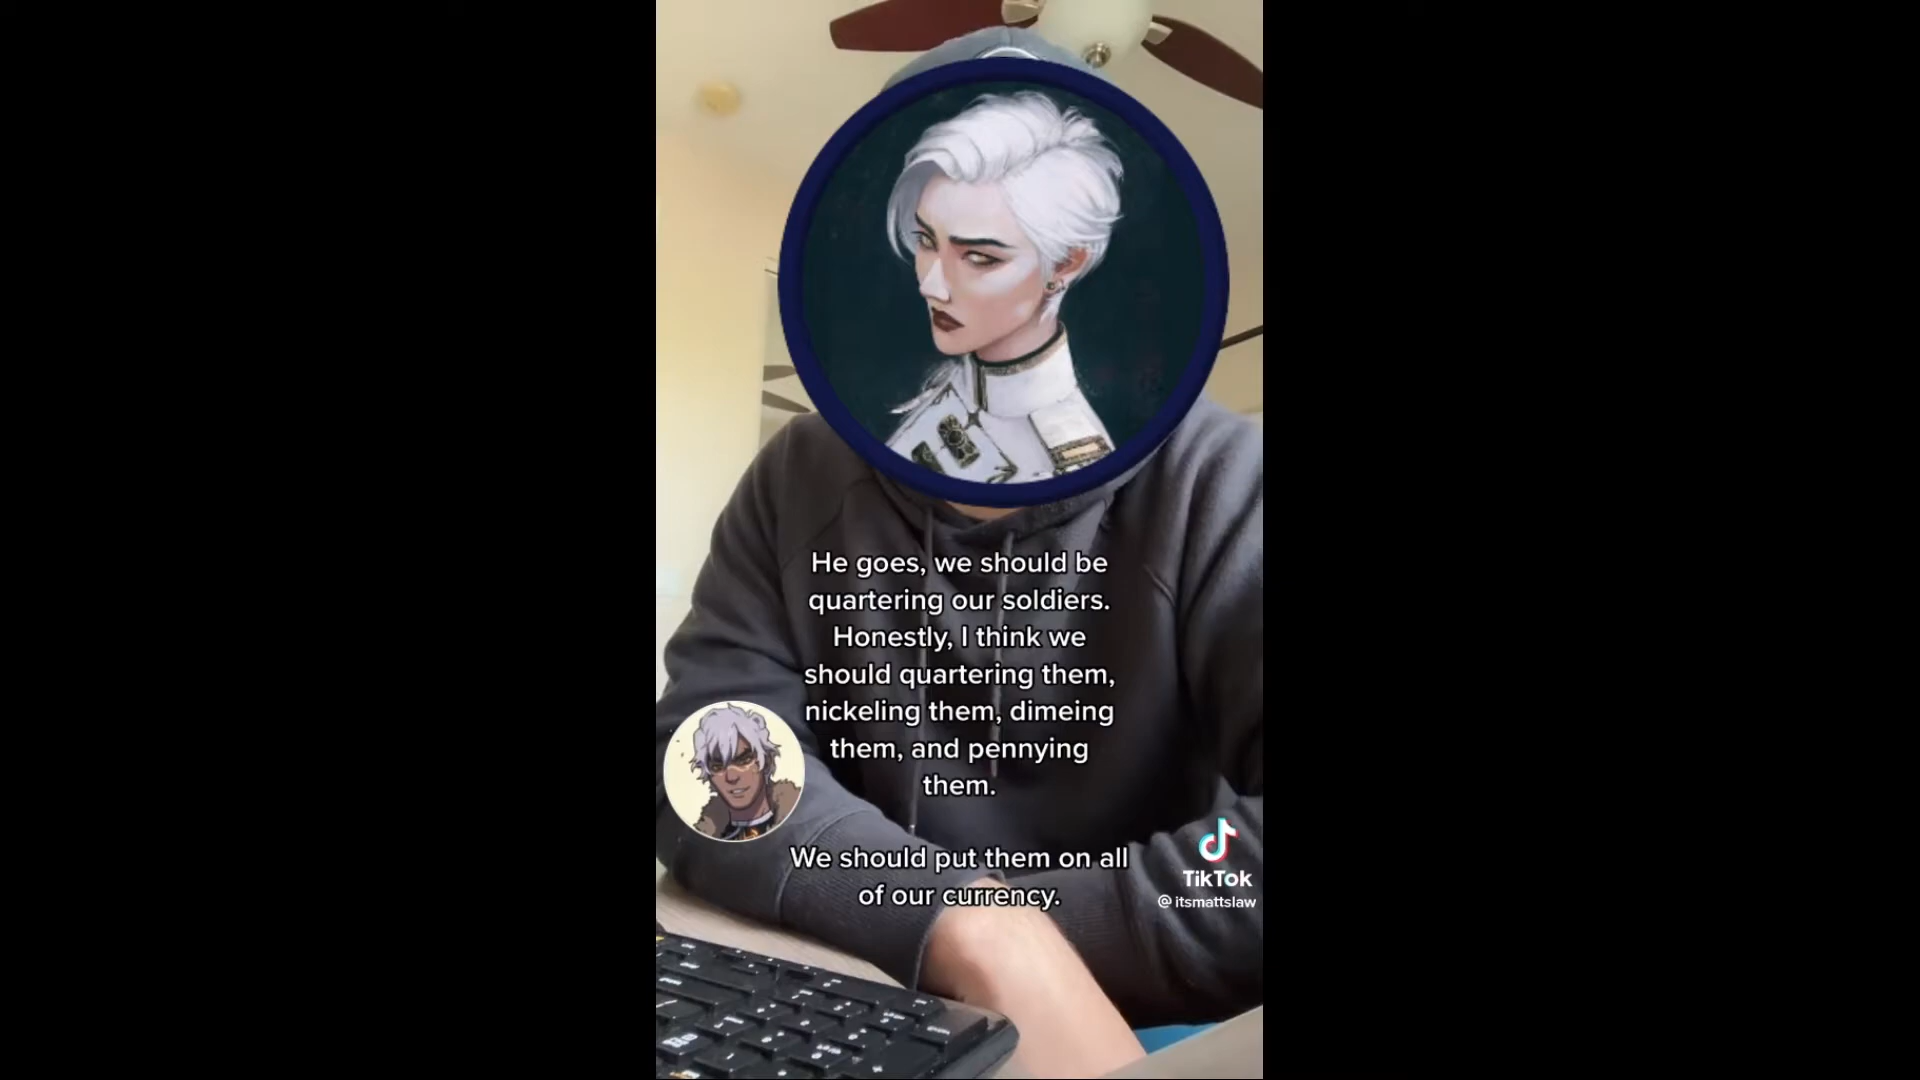 He goes, we should be
quartering our soldiers.
Honestly, I think we
should quartering them,
nickeling them, dimeing
them, and pennying
them.
We should put them on all
of our currency.
TikTok
@itsmattslaw